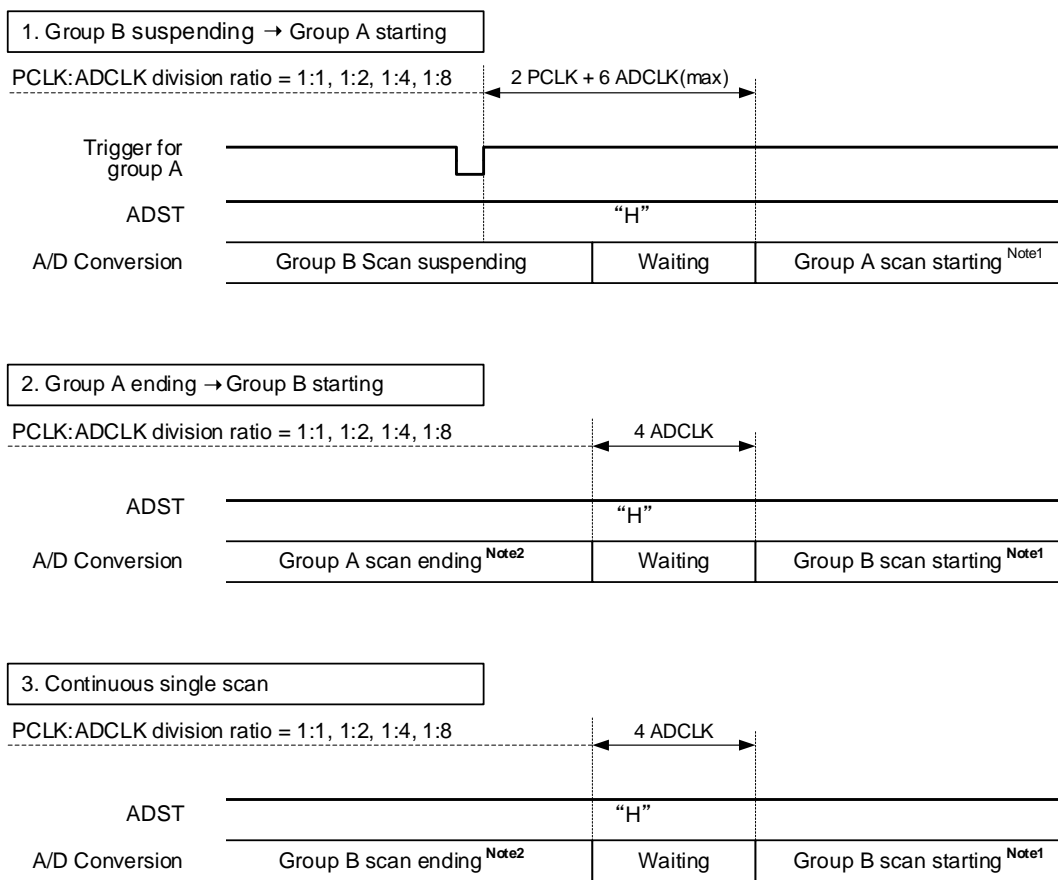 1. Group B suspending → Group A starting
PCLK:ADCLK division ratio = 1:1, 1:2, 1:4, 1:8
2 PCLK + 6 ADCLK(max)
Trigger for
group A
ADST
“H”
A/D Conversion
Group B Scan suspending
Waiting
Group A scan starting Note1
2. Group A ending → Group B starting
PCLK:ADCLK division ratio = 1:1, 1:2, 1:4, 1:8
4 ADCLK
ADST
“H”
A/D Conversion
Group A scan ending Note2
Waiting
Group B scan starting Note1
3. Continuous single scan
PCLK:ADCLK division ratio = 1:1, 1:2, 1:4, 1:8
4 ADCLK
ADST
“H”
A/D Conversion
Group B scan ending Note2
Waiting
Group B scan starting Note1